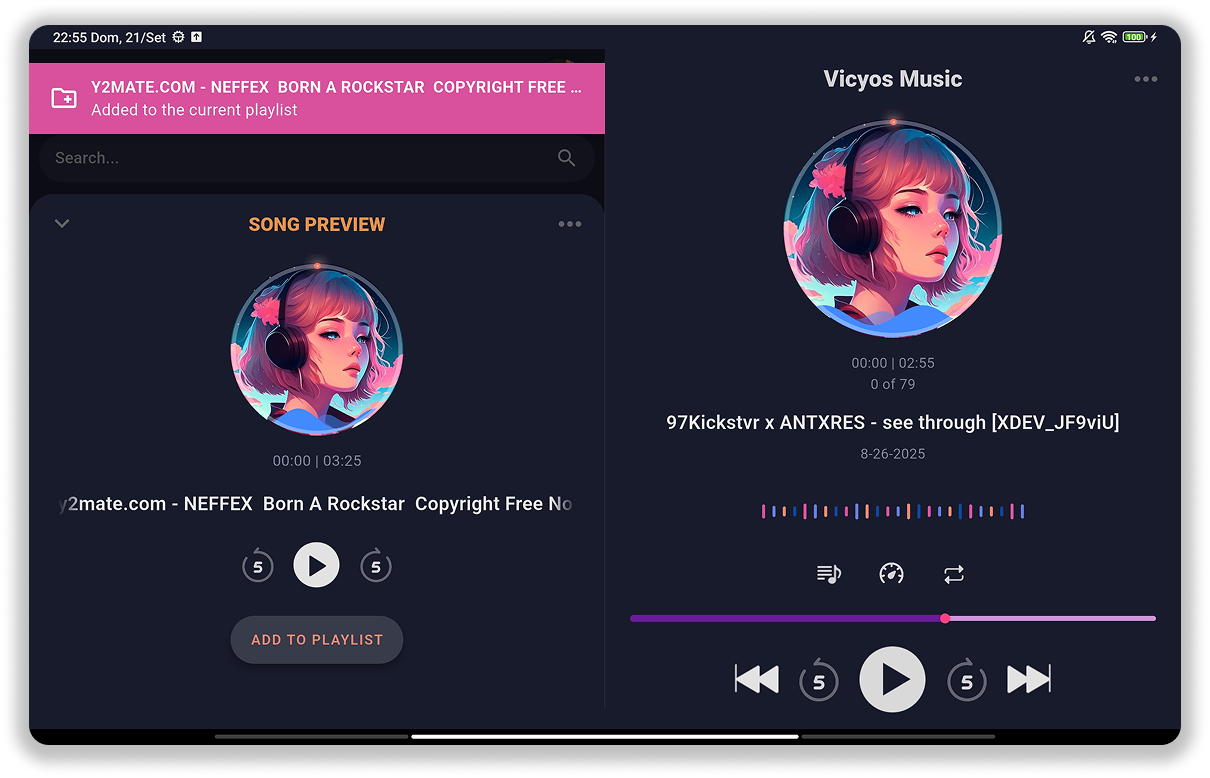 22:55 Dom, 21/Set
100
Y2MATE.COM - NEFFEX  BORN A ROCKSTAR  COPYRIGHT FREE ...
Added to the current playlist
Search...
SONG PREVIEW
00:00 | 03:25
y2mate.com - NEFFEX  Born A Rockstar  Copyright Free No
5
5
ADD TO PLAYLIST
Vicyos Music
00:00 | 02:55
0 of 79
97Kickstvr x ANTXRES - see through [XDEV_JF9viU]
8-26-2025
5
5